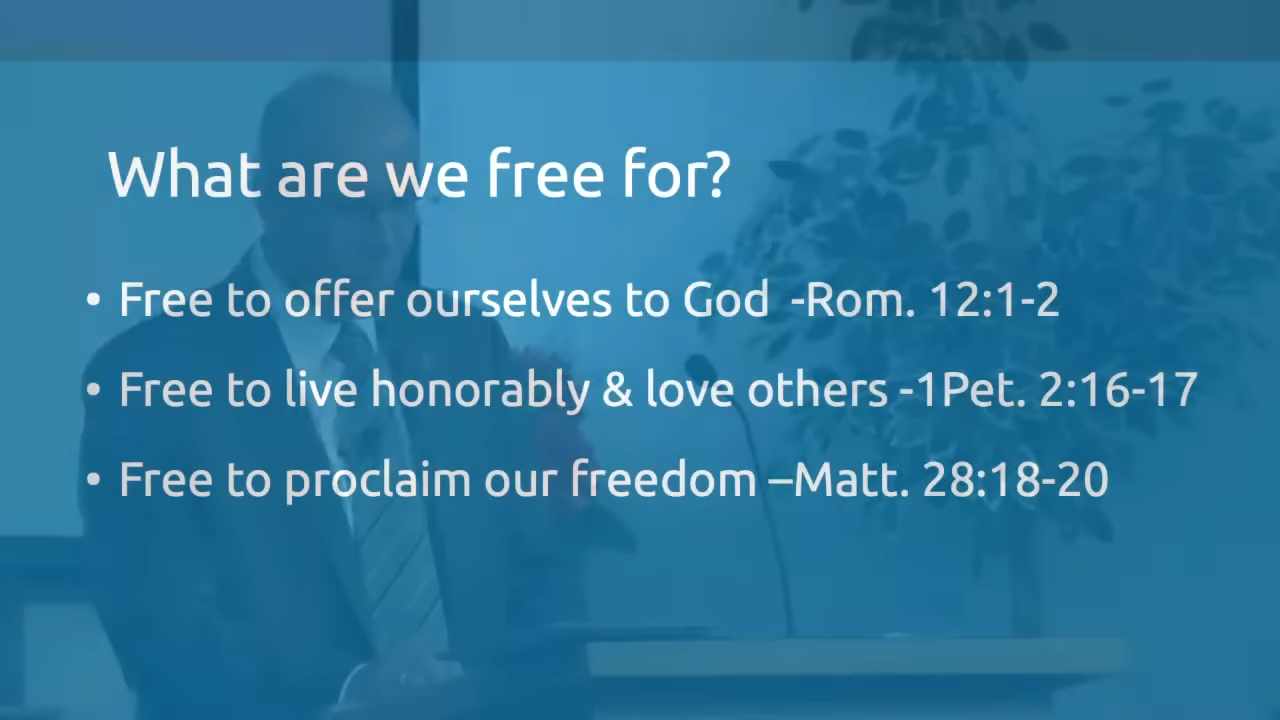 What are we free for?
• Free to offer ourselves to God -Rom. 12:1-2
• Free to live honorably & love others -1Pet. 2:16-17
• Free to proclaim our freedom –Matt. 28:18-20